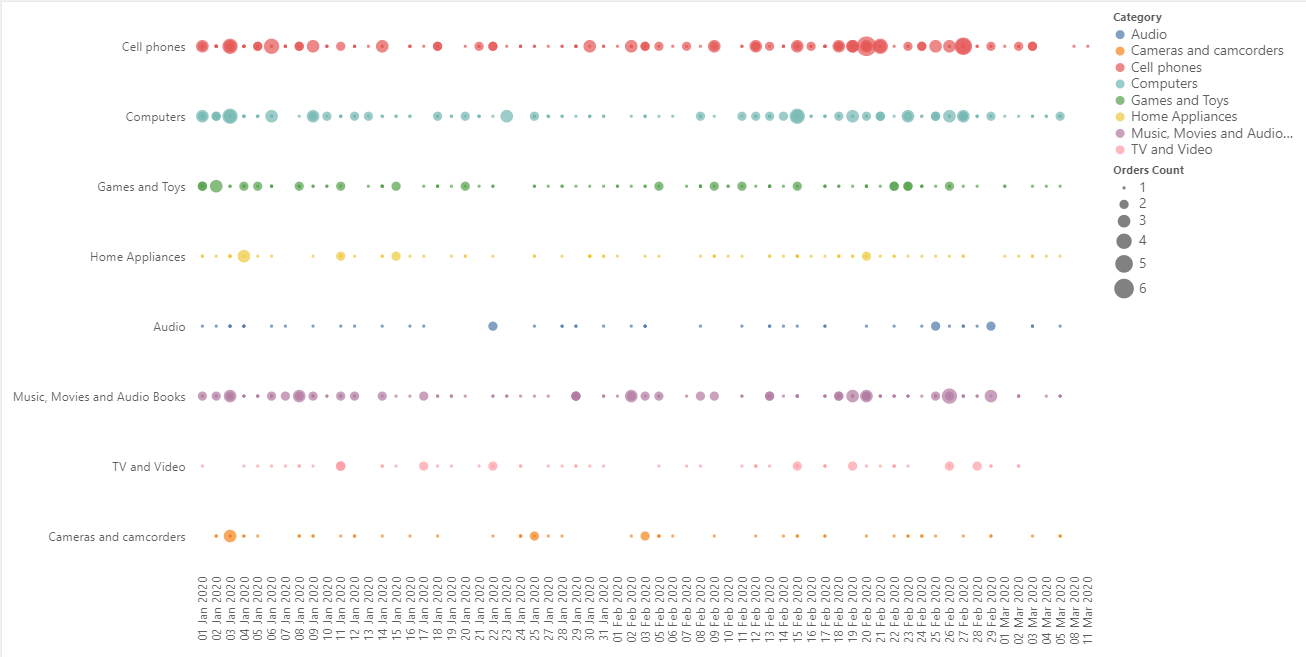 Cell phones
Computers
Games and Toys
Home Appliances
Audio
Music, Movies and Audio Books
TV and Video
Cameras and camcorders
01 Jan 2020
02 Jan 2020
03 Jan 2020
04 Jan 2020
05 Jan 2020
06 Jan 2020
07 Jan 2020
08 Jan 2020
09 Jan 2020
10 Jan 2020
11 Jan 2020
12 Jan 2020
13 Jan 2020
14 Jan 2020
15 Jan 2020
16 Jan 2020
17 Jan 2020
18 Jan 2020
19 Jan 2020
20 Jan 2020
21 Jan 2020
22 Jan 2020
23 Jan 2020
24 Jan 2020
25 Jan 2020
27 Jan 2020
28 Jan 2020
29 Jan 2020
30 Jan 2020
31 Jan 2020
01 Feb 2020
02 Feb 2020
03 Feb 2020
05 Feb 2020
06 Feb 2020
07 Feb 2020
08 Feb 2020
09 Feb 2020
10 Feb 2020
11 Feb 2020
12 Feb 2020
13 Feb 2020
14 Feb 2020
15 Feb 2020
16 Feb 2020
17 Feb 2020
18 Feb 2020
19 Feb 2020
20 Feb 2020
21 Feb 2020
22 Feb 2020
23 Feb 2020
24 Feb 2020
25 Feb 2020
26 Feb 2020
27 Feb 2020
28 Feb 2020
29 Feb 2020
01 Mar 2020
02 Mar 2020
03 Mar 2020
04 Mar 2020
05 Mar 2020
08 Mar 2020
11 Mar 2020
Category
Audio
Cameras and camcorders
Cell phones
Computers
Games and Toys
Home Appliances
Music, Movies and Audio...
TV and Video
Orders Count
1
2
3
4
5
6